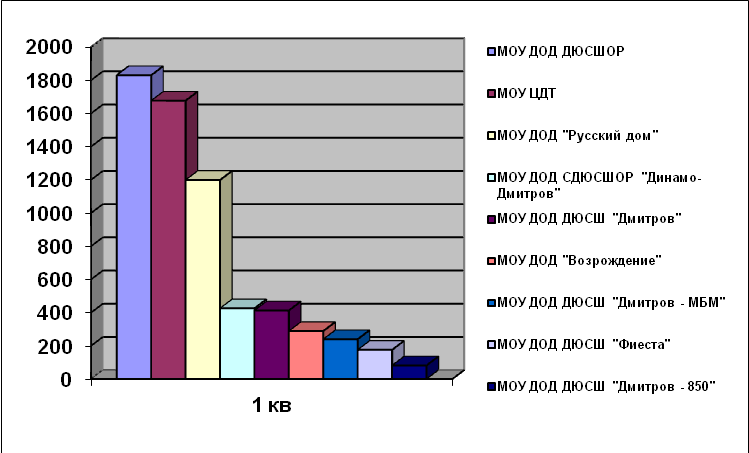 2000
1800
1600
1400
1200
1000
800
600
400
200
0
1 кв
МОУ ДОД ДЮСШОР
МОУ ЦДТ
МОУ ДОД "Русский дом"
МОУ ДОД СДЮСШОР "Динамо-
Дмитров"
МОУ ДОД ДЮСШ "Дмитров"
МОУ ДОД "Возрождение"
МОУ ДОД ДЮСШ "Дмитров - МБМ"
МОУ ДОД ДЮСШ "Фиеста"
МОУ ДОД ДЮСШ "Дмитров - 850"